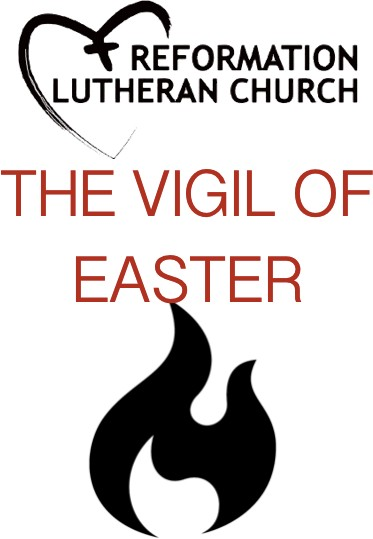 REFORMATION
LUTHERAN CHURCH
THE VIGIL OF
EASTER